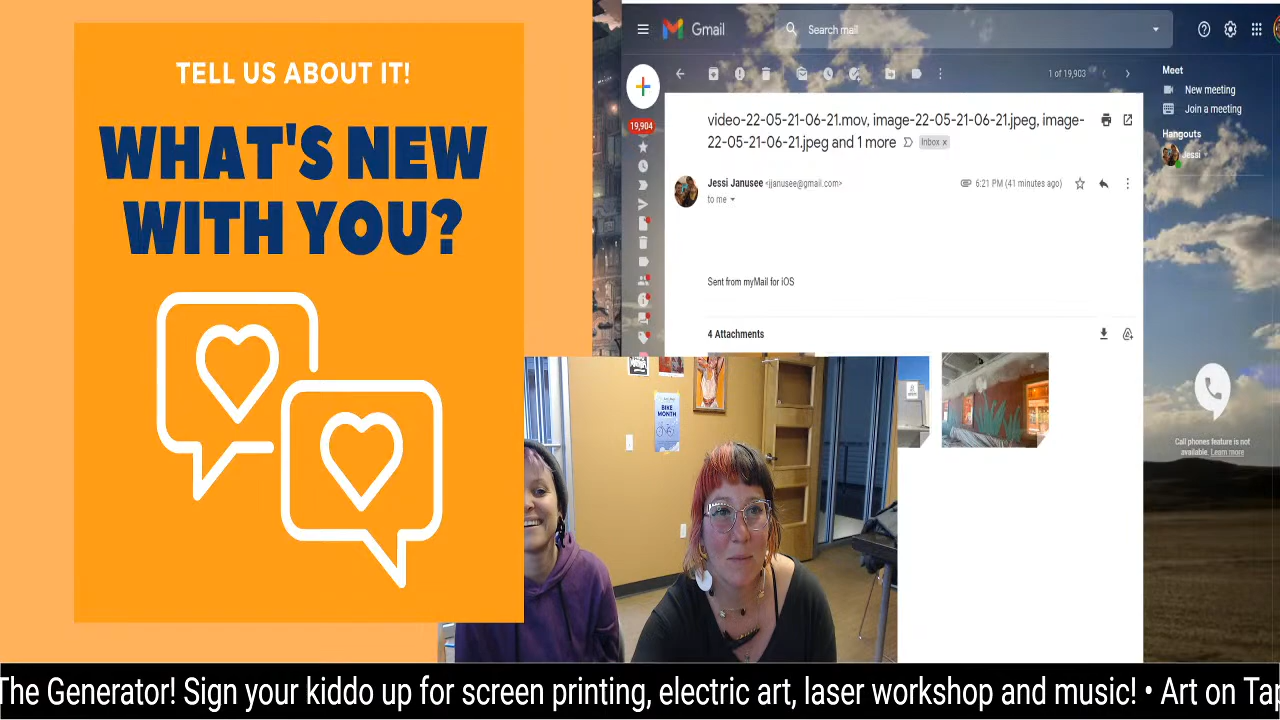 TELL US ABOUT IT!
WHAT'S NEW
WITH YOU?
Gmail
Search mail
1 of 19,903
19,904
video-22-05-21-06-21.mov, image-22-05-21-06-21.jpeg, image-
22-05-21-06-21.jpeg and 1 more
Inbox x
Jessi Janusee <jjanusee@gmail.com>
6:21 PM (41 minutes ago)
to me
Sent from myMail for iOS
4 Attachments
Meet
New meeting
Join a meeting
Hangouts
Jessi
Call phones feature is not
available. Learn more
BIKE
MONTH
The Generator! Sign your kiddo up for screen printing, electric art, laser workshop and music! • Art on Tap